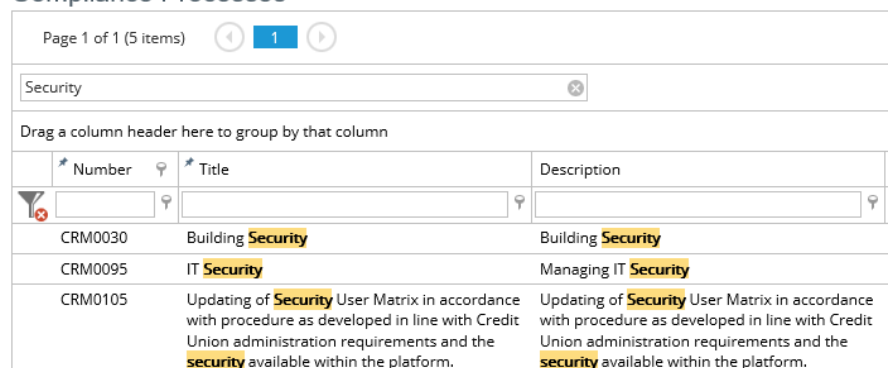 Page 1 of 1 (5 items) 1
Security
Drag a column header here to group by that column
Number Title Description
CRM0030 Building Security Building Security
CRM0095 IT Security Managing IT Security
CRM0105 Updating of Security User Matrix in accordance Updating of Security User Matrix in accordance
with procedure as developed in line with Credit with procedure as developed in line with Credit
Union administration requirements and the Union administration requirements and the
security available within the platform. security available within the platform.